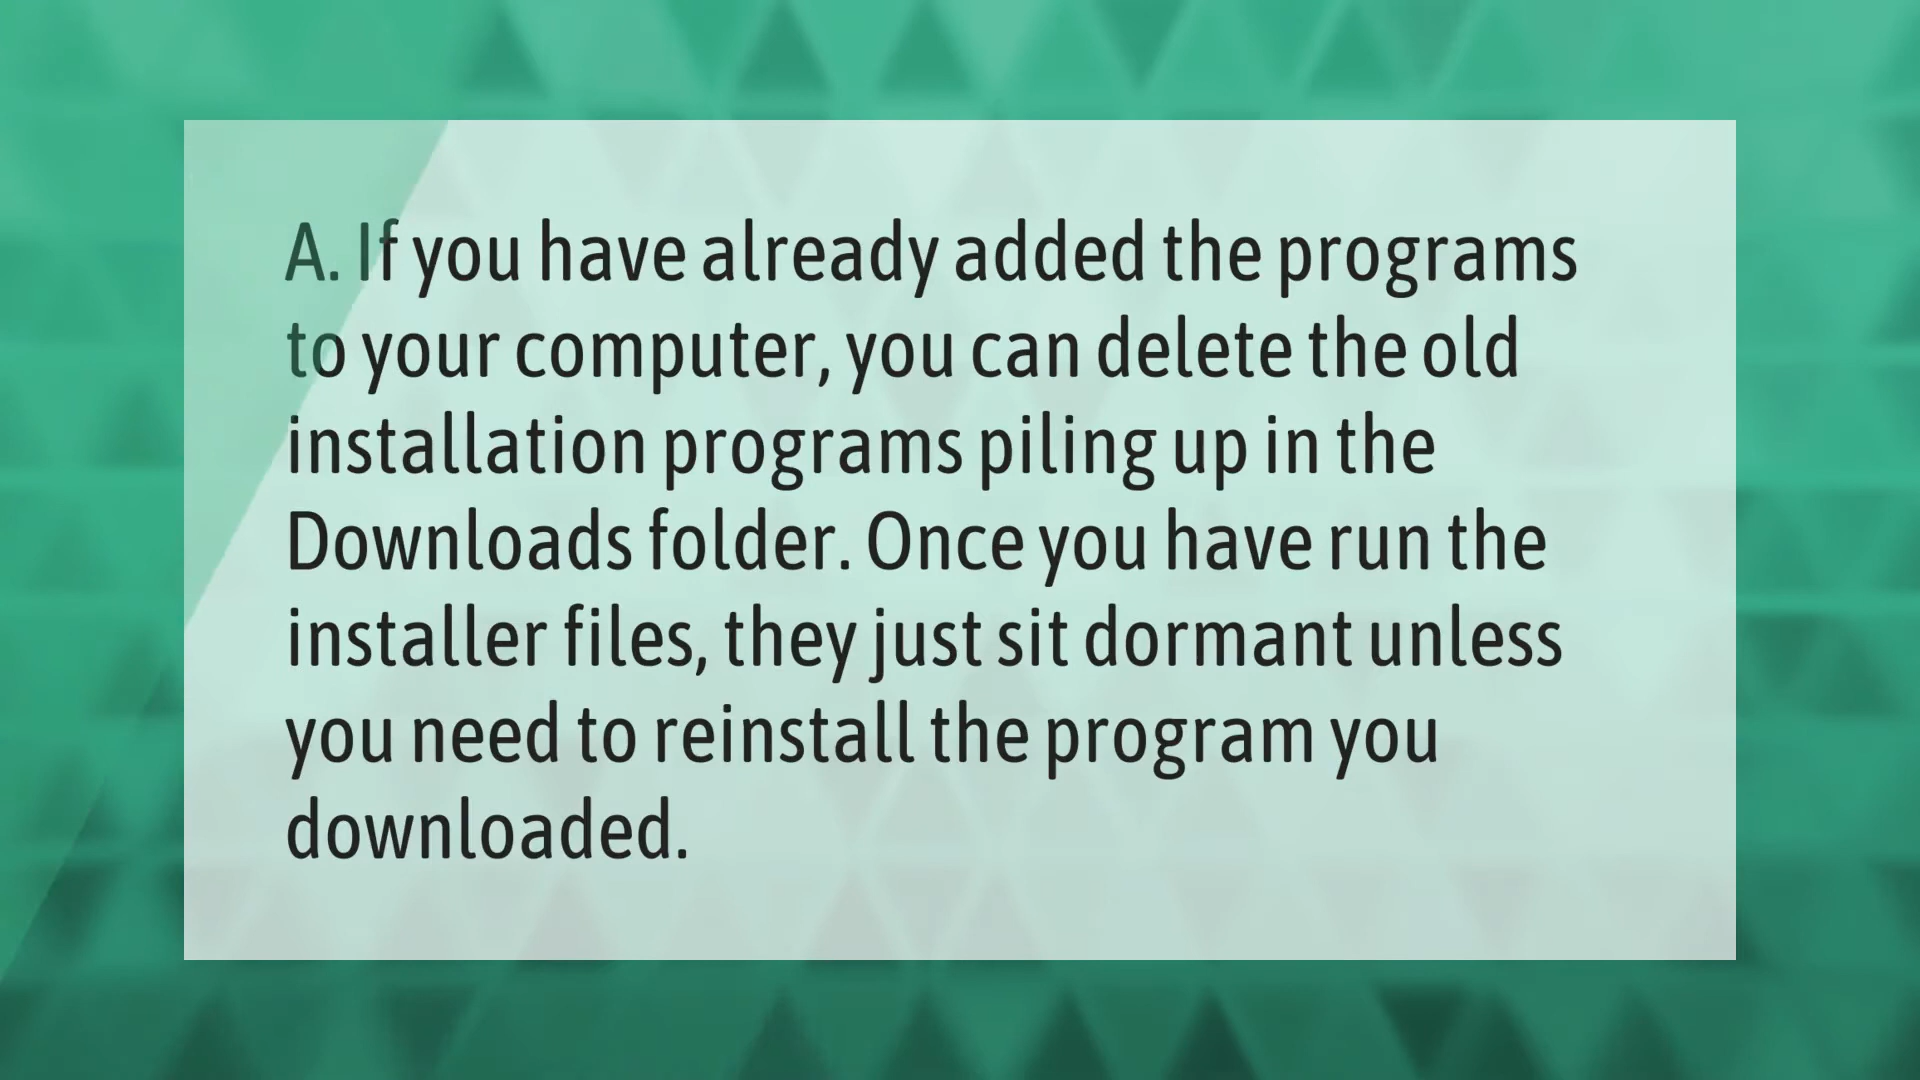 A. If you have already added the programs
to your computer, you can delete the old
installation programs piling up in the
Downloads folder. Once you have run the
installer files, they just sit dormant unless
you need to reinstall the program you
downloaded.